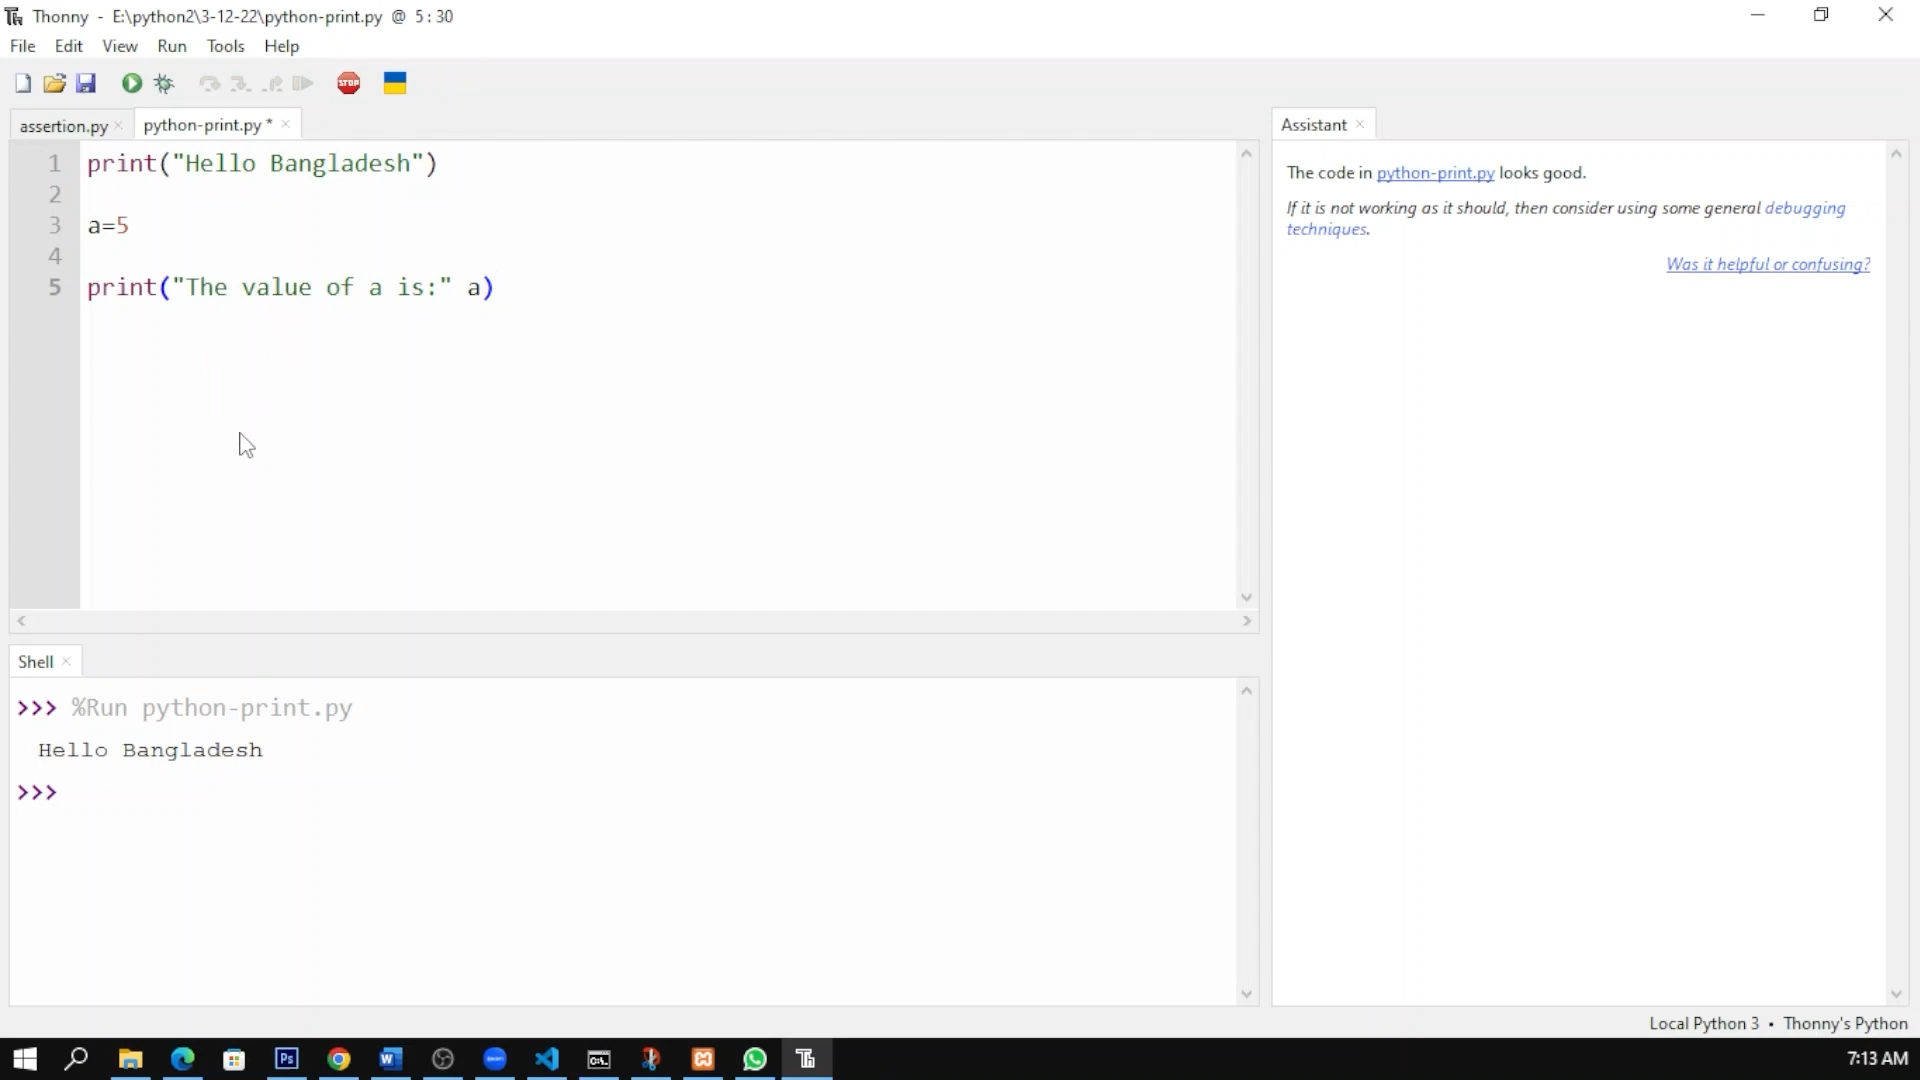 Thonny - E:\python2\3-12-22\python-print.py @ 5:30
File Edit View Run Tools Help
STOP
assertion.py × python-print.py * ×
1 print("Hello Bangladesh")
2
3 a=5
4
5 print("The value of a is:" a)
Assistant ×
The code in python-print.py looks good.
If it is not working as it should, then consider using some general debugging
techniques.
Was it helpful or confusing?
Shell ×
>>> %Run python-print.py
Hello Bangladesh
>>>
Local Python 3 • Thonny's Python
Ps
W
zoom
C:\
Th
7:13 AM